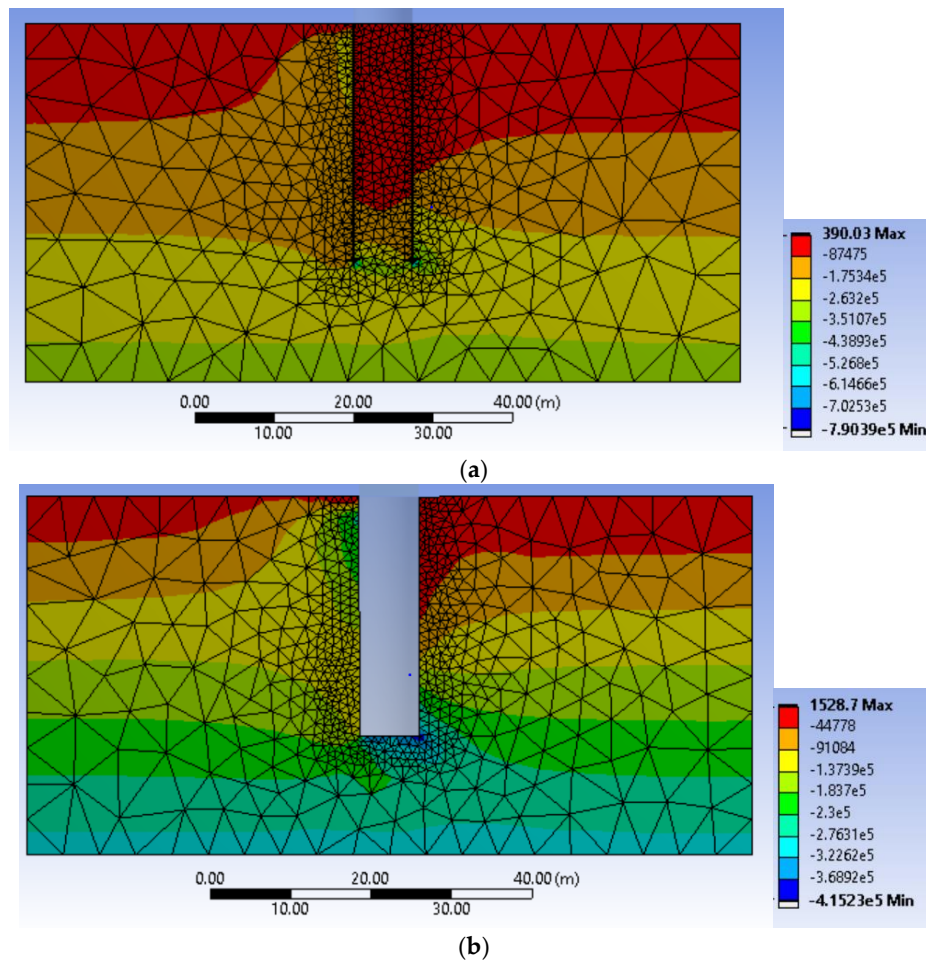 390.03 Max
-87475
-1.7534e5
-2.632e5
-3.5107e5
-4.3893e5
-5.268e5
-6.1466e5
-7.0253e5
-7.9039e5 Min
0.00 20.00 40.00 (m)
10.00 30.00
(a)
1528.7 Max
-44778
-91084
-1.3739e5
-1.837e5
-2.3e5
-2.7631e5
-3.2262e5
-3.6892e5
-4.1523e5 Min
0.00 20.00 40.00 (m)
10.00 30.00
(b)